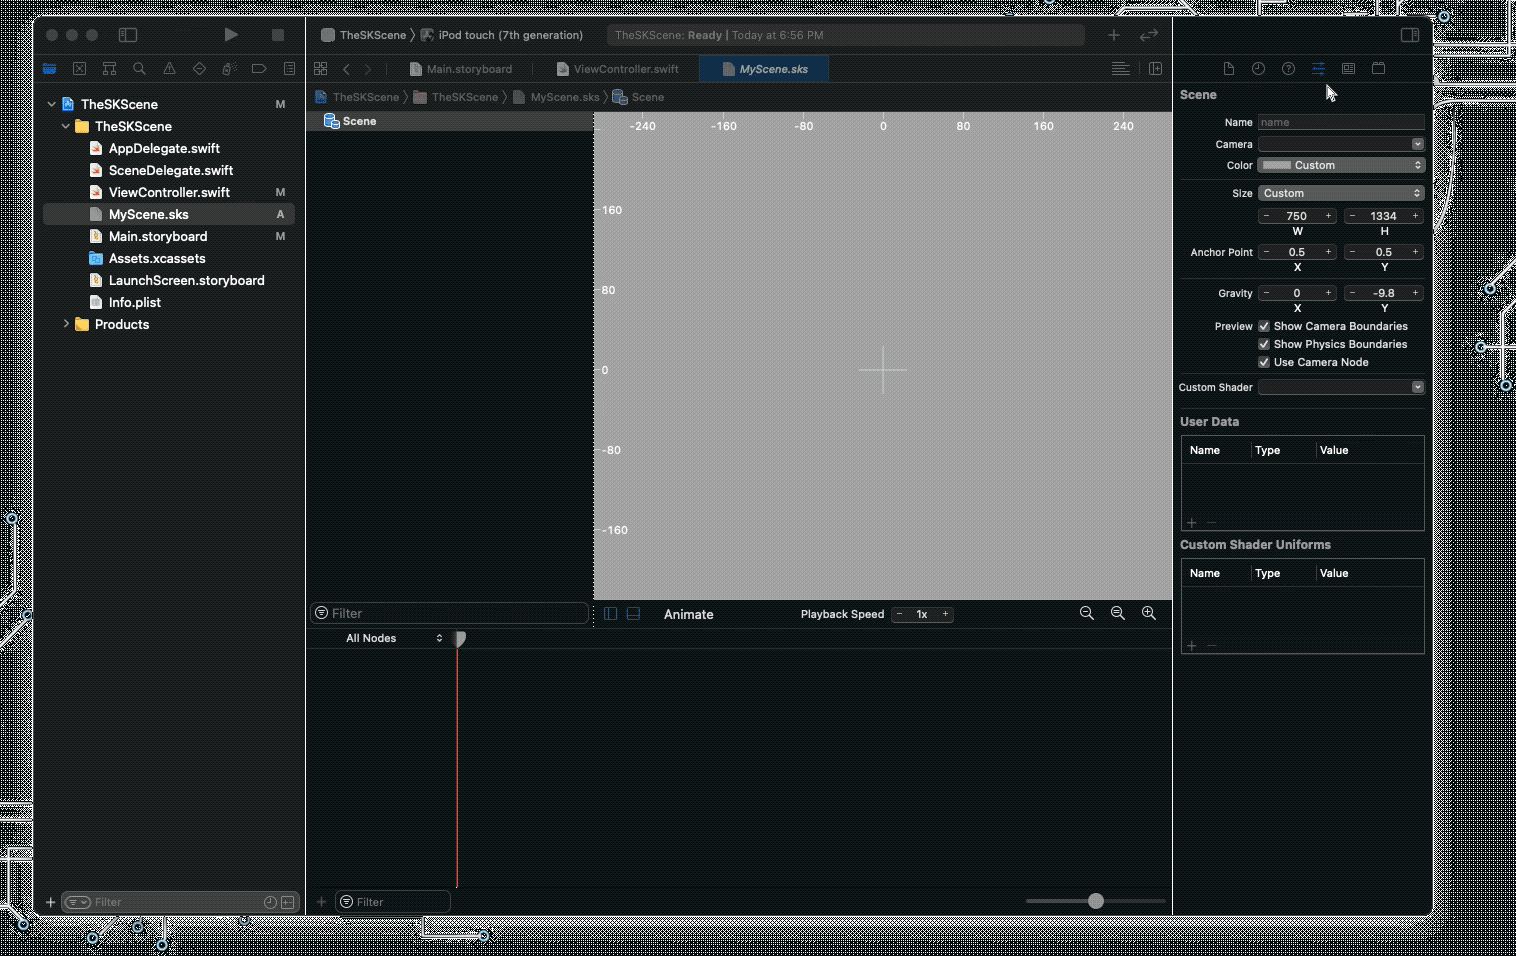 TheSKScene 〉 iPod touch (7th generation)
TheSKScene: Ready | Today at 6:56 PM
Main.storyboard
ViewController.swift
MyScene.sks
TheSKScene 〉 TheSKScene 〉 MyScene.sks 〉 Scene
TheSKScene M
TheSKScene
AppDelegate.swift
SceneDelegate.swift
ViewController.swift M
MyScene.sks A
Main.storyboard M
Assets.xcassets
LaunchScreen.storyboard
Info.plist
Products
Filter
Scene
-240 -160 -80 0 80 160 240
160
80
0
-80
-160
Filter
Animate
Playback Speed − 1x +
All Nodes
Filter
Scene
Name name
Camera
Color Custom
Size Custom
− 750 + − 1334 +
W H
Anchor Point − 0.5 + − 0.5 +
X Y
Gravity − 0 + − -9.8 +
X Y
Preview Show Camera Boundaries
Show Physics Boundaries
Use Camera Node
Custom Shader
User Data
Name Type Value
Custom Shader Uniforms
Name Type Value